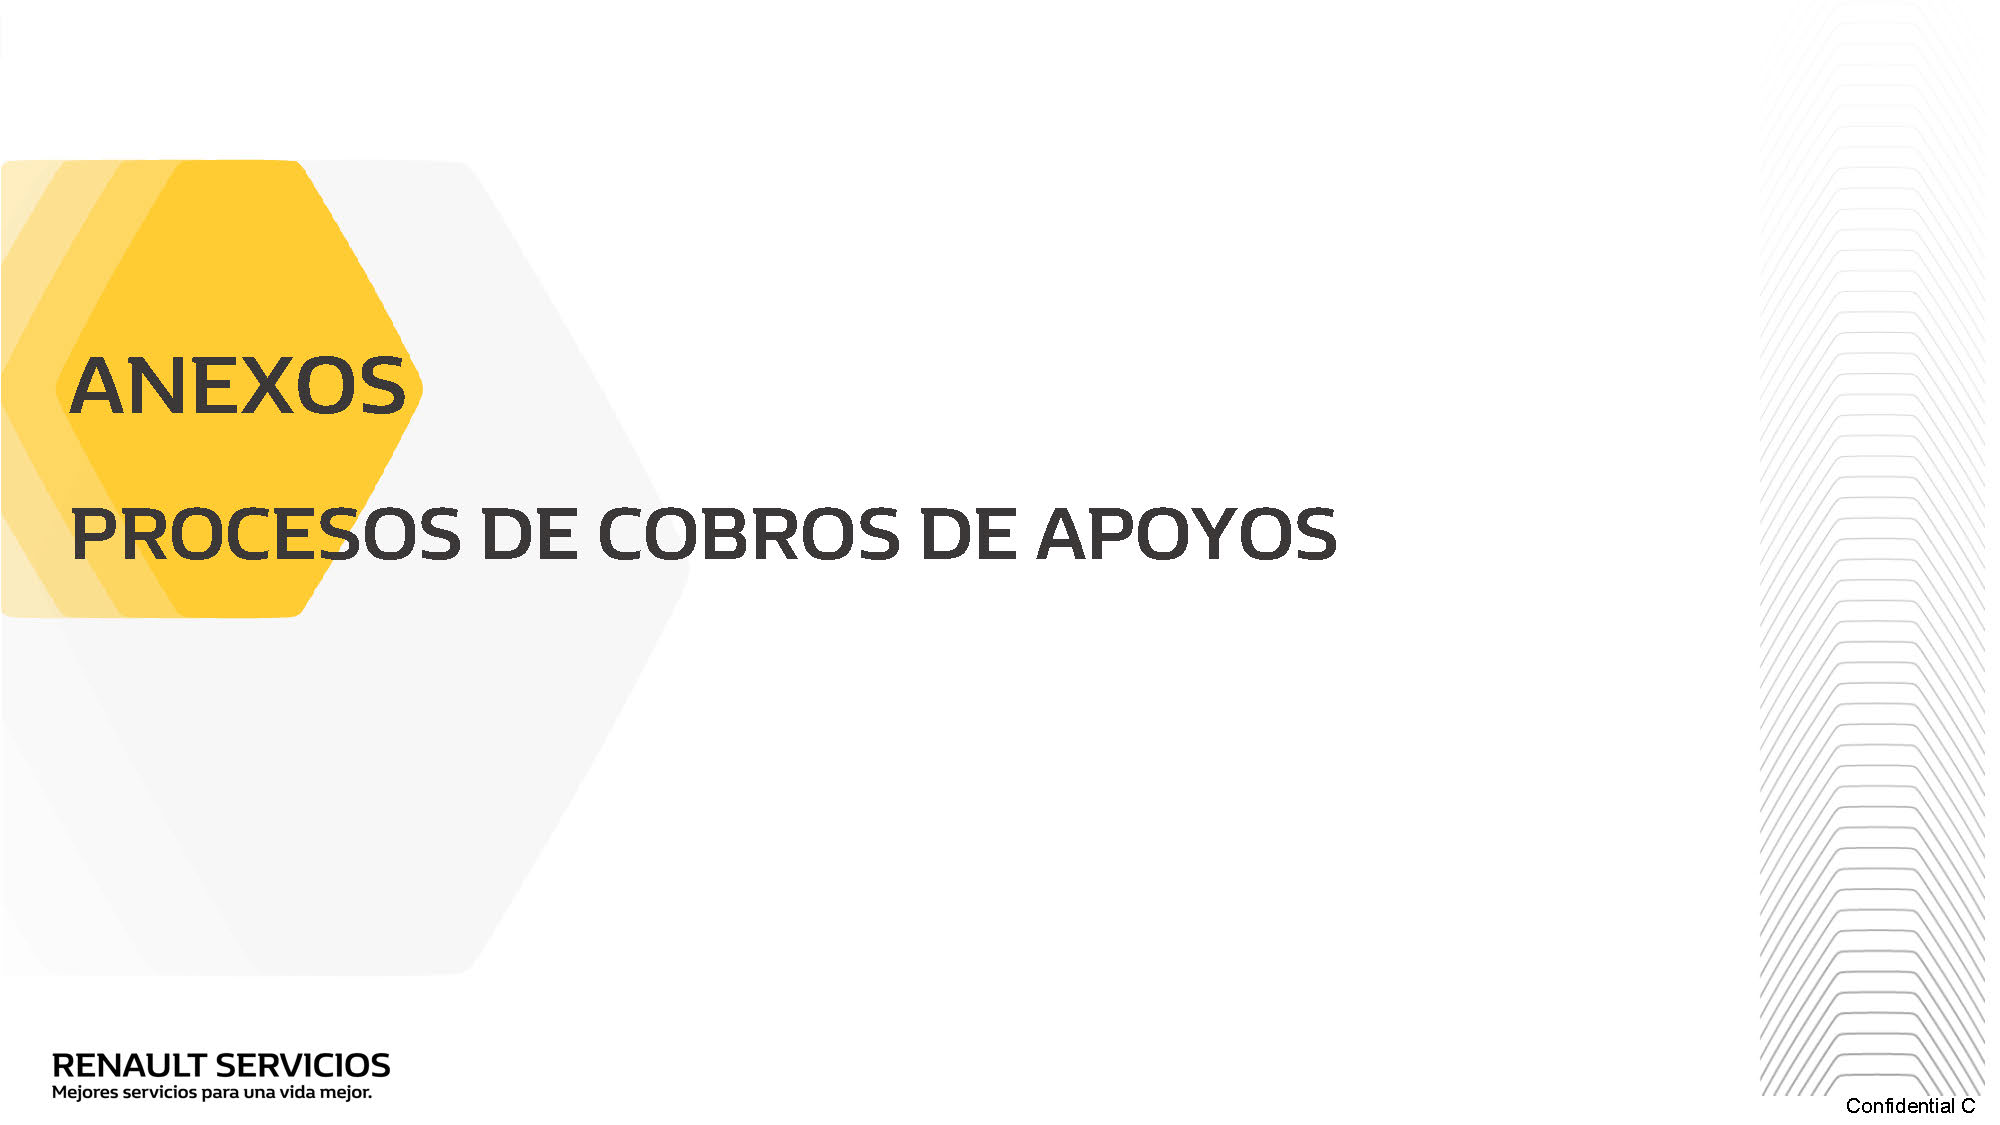 ANEXOS
PROCESOS DE COBROS DE APOYOS
RENAULT SERVICIOS
Mejores servicios para una vida mejor.
Confidential C